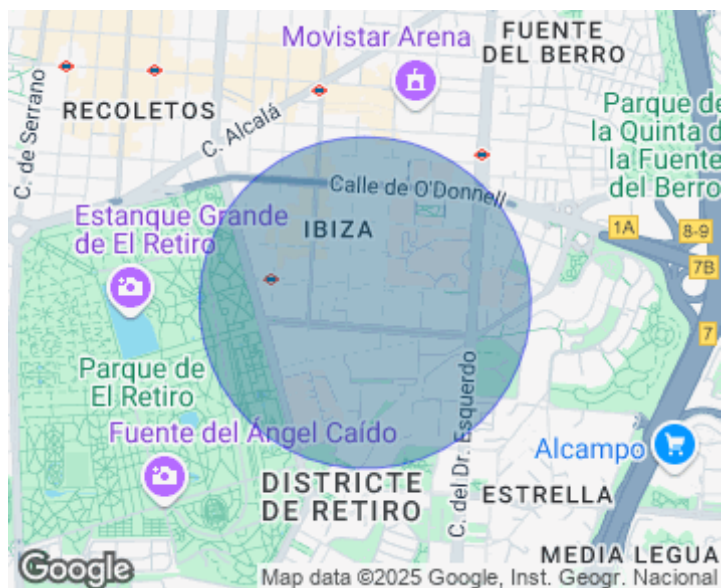 Movistar Arena
FUENTE
DEL BERRO
RECOLETOS
C. de Serrano
C. Alcalá
Parque de
la Quinta d
la Fuente
del Berro
Calle de O'Donnell
Estanque Grande
de El Retiro
IBIZA
1A
8-9
7B
7
Parque de
El Retiro
C. del Dr. Esquerdo
Fuente del Ángel Caído
Alcampo
DISTRICTE
DE RETIRO
ESTRELLA
MEDIA LEGUA
Google
Map data ©2025 Google, Inst. Geogr. Nacional